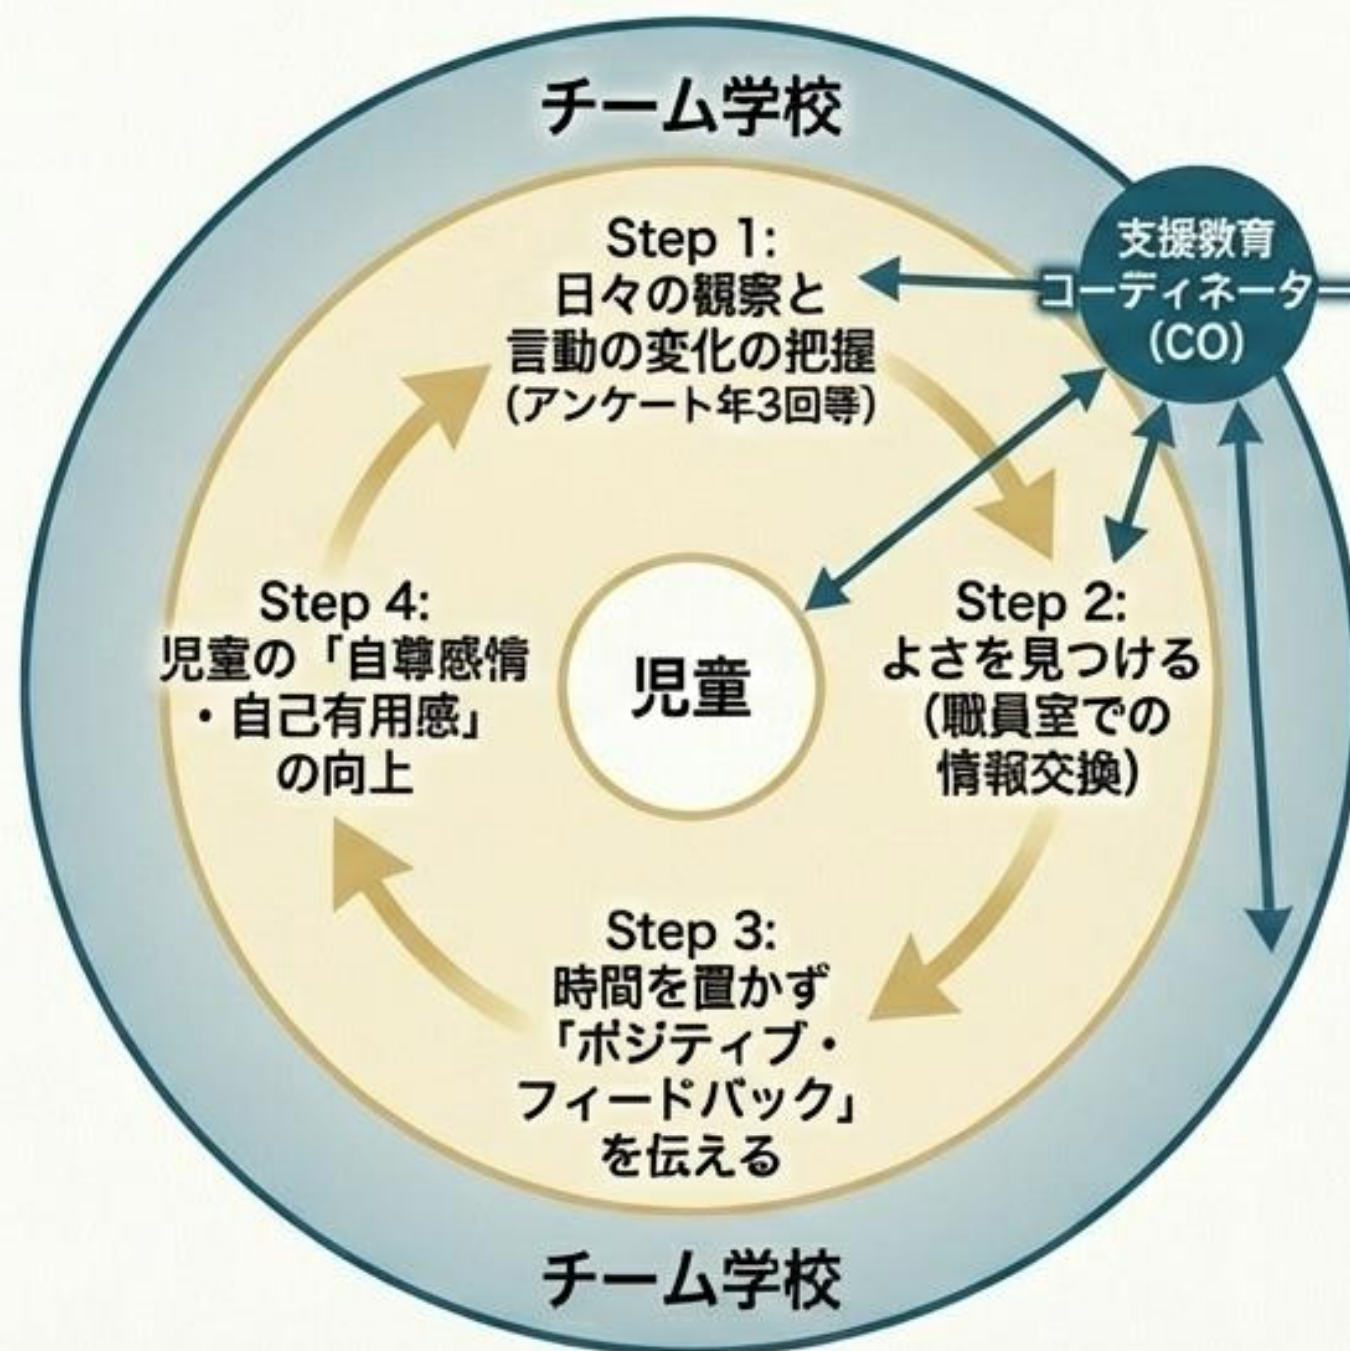 チーム学校
Step 1:
日々の観察と
言動の変化の把握
(アンケート年3回等)
支援教育
コーディネータ
(CO)
Step 2:
よさを見つける
(職員室での
情報交換)
Step 3:
時間を置かず
「ポジティブ・
フィードバック」
を伝える
Step 4:
児童の「自尊感情
・自己有用感」
の向上
児童
チーム学校